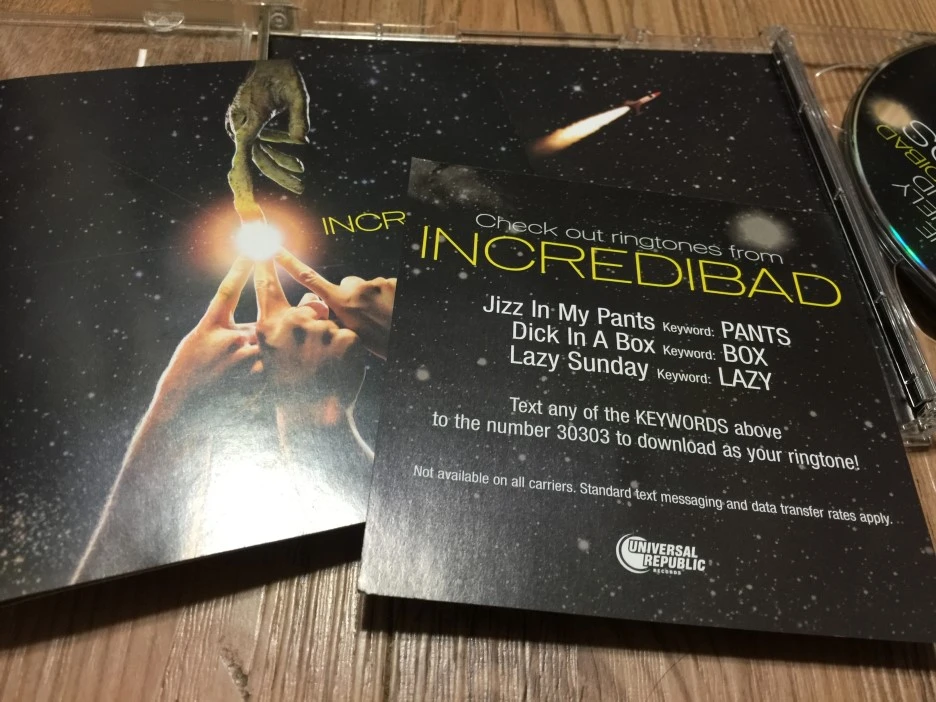 INCR
Check out ringtones from
INCREDIBAD
Jizz In My Pants Keyword: PANTS
Dick In A Box Keyword: BOX
Lazy Sunday Keyword: LAZY
Text any of the KEYWORDS above
to the number 30303 to download as your ringtone!
Not available on all carriers. Standard text messaging and data transfer rates apply.
UNIVERSAL
REPUBLIC
RECORDS